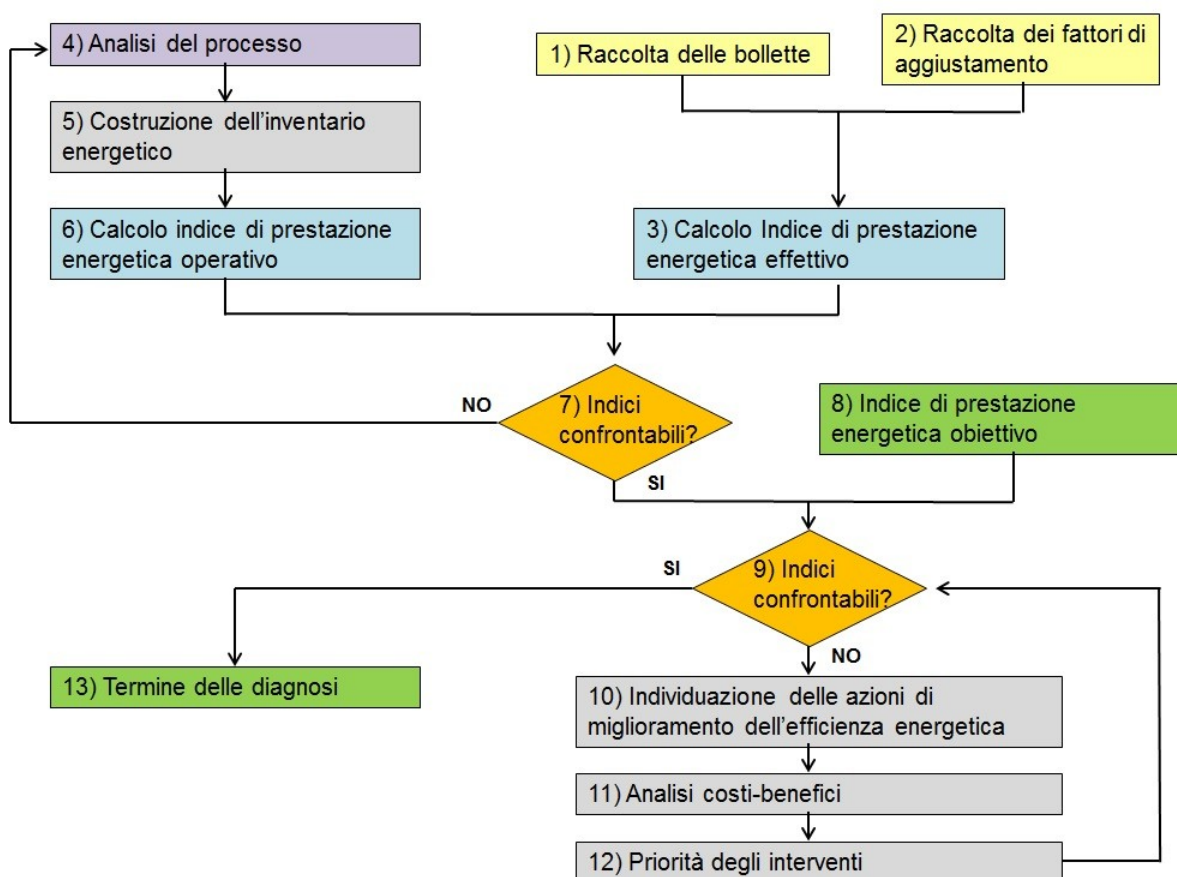 4) Analisi del processo
1) Raccolta delle bollette
2) Raccolta dei fattori di
aggiustamento
5) Costruzione dell'inventario
energetico
6) Calcolo indice di prestazione
energetica operativo
3) Calcolo Indice di prestazione
energetica effettivo
NO
7) Indici
confrontabili?
8) Indice di prestazione
energetica obiettivo
SI
SI
9) Indici
confrontabili?
NO
13) Termine delle diagnosi
10) Individuazione delle azioni di
miglioramento dell'efficienza energetica
11) Analisi costi-benefici
12) Priorità degli interventi